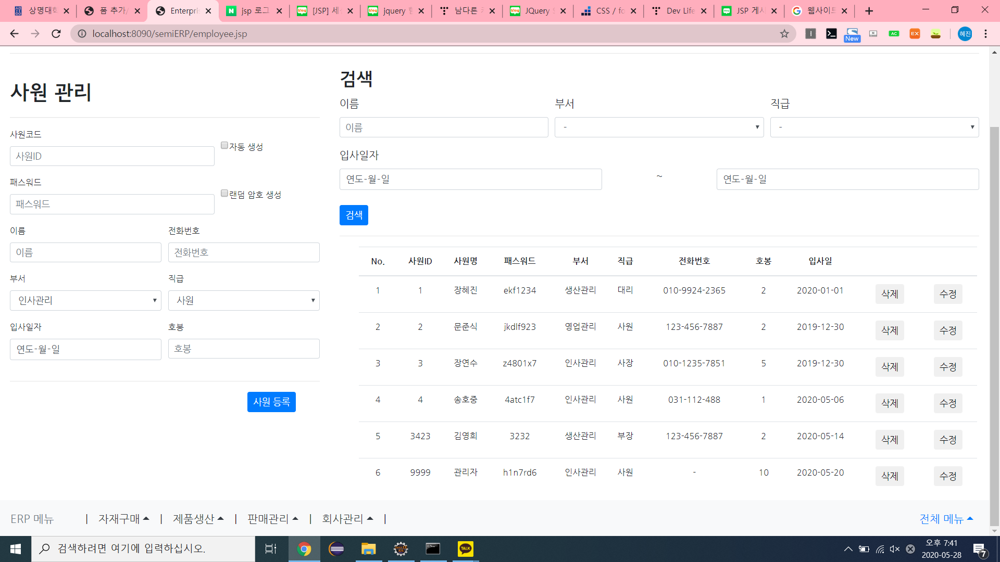 상명대학
폼 추가/
Enterpris
jsp 로그
[JSP] 세
jquery 햄
남다른
JQuery
CSS / fo
Dev Life
JSP 게시
웹사이트
localhost:8090/semiERP/employee.jsp
New
AC
EX
혜진
사원 관리
사원코드
사원ID
자동 생성
패스워드
패스워드
랜덤 암호 생성
이름
전화번호
이름
전화번호
부서
직급
인사관리
사원
입사일자
호봉
연도-월-일
호봉
사원 등록
검색
이름
부서
직급
이름
-
-
입사일자
연도-월-일
~
연도-월-일
검색
No. 사원ID 사원명 패스워드 부서 직급 전화번호 호봉 입사일
1 1 장혜진 ekf1234 생산관리 대리 010-9924-2365 2 2020-01-01 삭제 수정
2 2 문준식 jkdlf923 영업관리 사원 123-456-7887 2 2019-12-30 삭제 수정
3 3 장연수 z4801x7 인사관리 사장 010-1235-7851 5 2019-12-30 삭제 수정
4 4 송호중 4atc1f7 인사관리 사원 031-112-488 1 2020-05-06 삭제 수정
5 3423 김영희 3232 생산관리 부장 123-456-7887 2 2020-05-14 삭제 수정
6 9999 관리자 h1n7rd6 인사관리 사원 - 10 2020-05-20 삭제 수정
ERP 메뉴 | 자재구매 | 제품생산 | 판매관리 | 회사관리 | 전체 메뉴
검색하려면 여기에 입력하십시오.
TALK
오후 7:41
2020-05-28
7